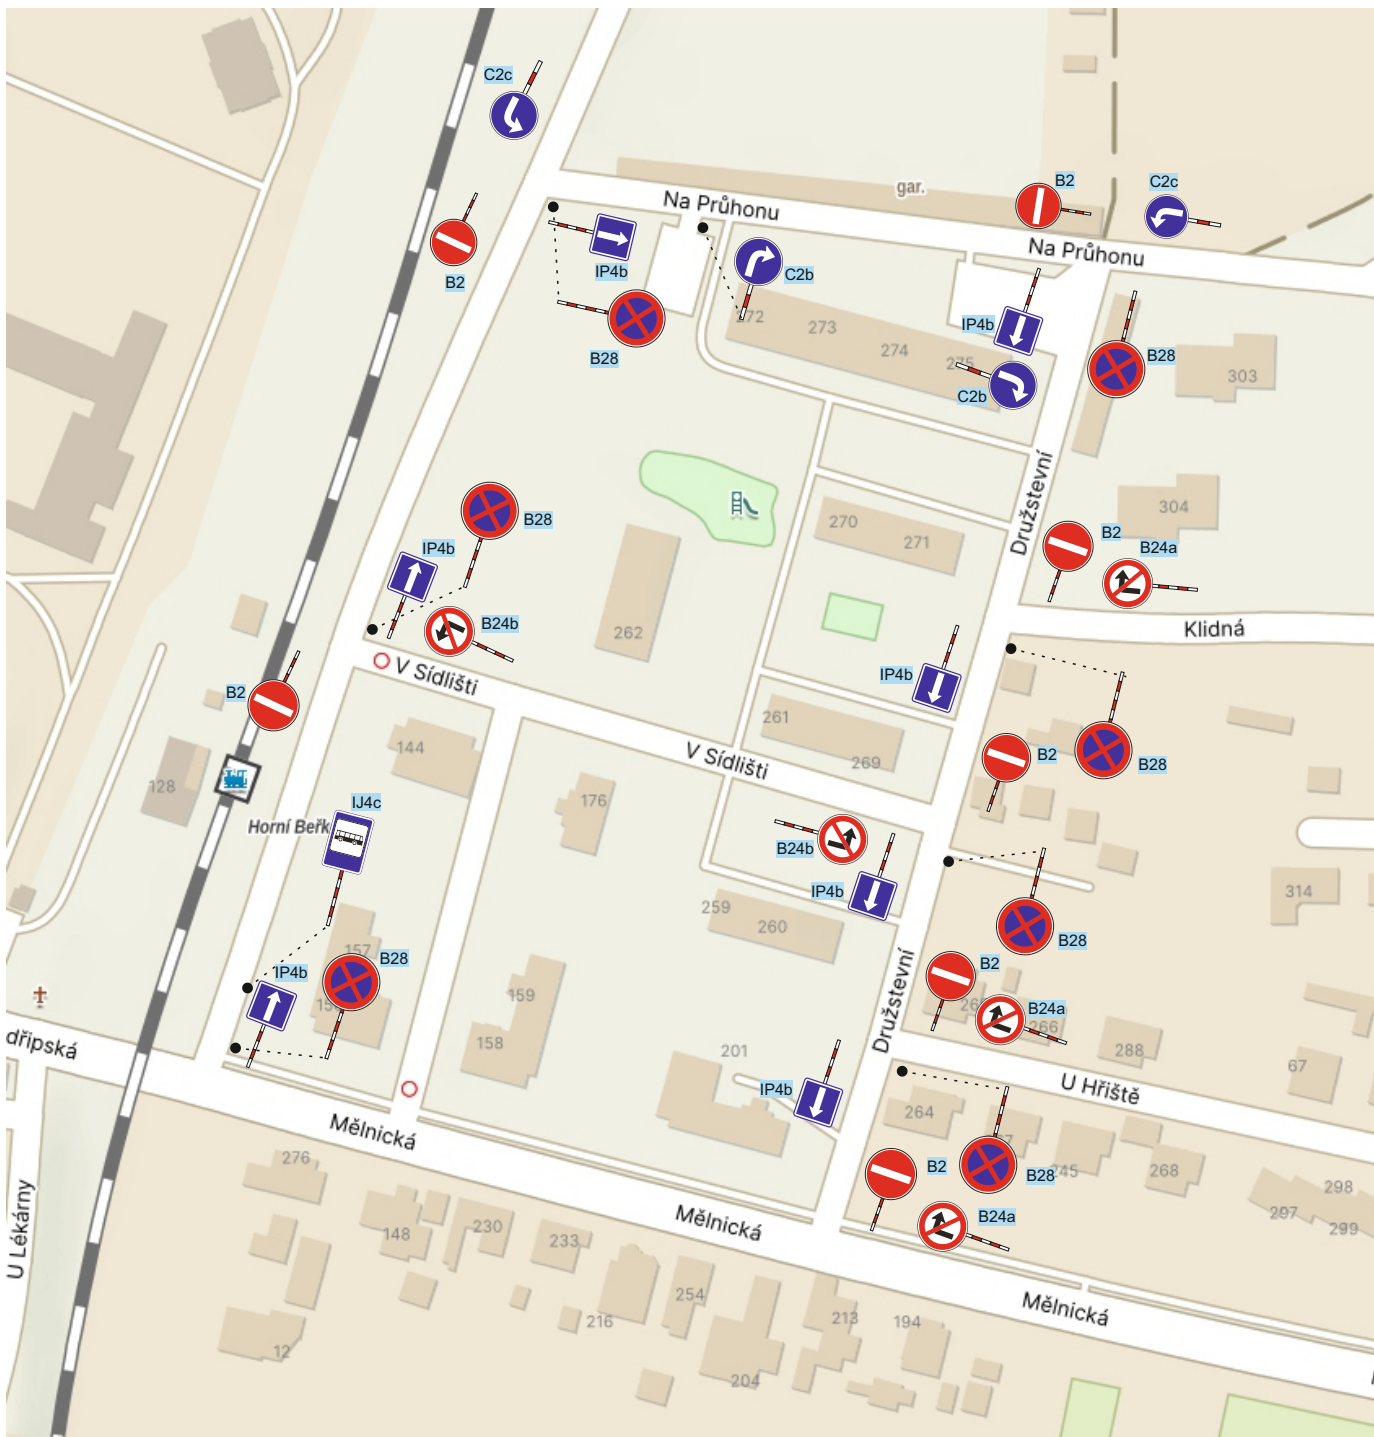 C2c
B2
C2c
gar.
Na Průhonu
B2
IP4b
C2b
Na Průhonu
272
273
274
275
IP4b
B28
B28
C2b
303
Družstevní
304
B28
270
271
B2
B24a
IP4b
B24b
262
Klidná
V Sídlišti
IP4b
B2
261
269
144
V Sídlišti
B2
B28
128
176
IJ4c
Horní Beřk
B24b
IP4b
314
259
260
B28
157
B28
IP4b
B2
Družstevní
159
158
B24a
266
288
67
dřipská
201
IP4b
U Hřiště
264
Mělnická
276
B2
B28
245
268
298
297
299
B24a
U Lékárny
148
230
233
Mělnická
254
216
213
194
Mělnická
12
204